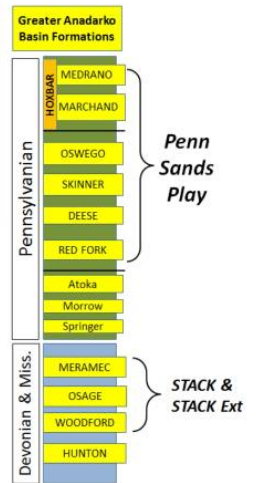 Greater Anadarko
Basin Formations
Pennsylvanian
HOXBAR
MEDRANO
MARCHAND
OSWEGO
SKINNER
DEESE
RED FORK
Penn
Sands
Play
Atoka
Morrow
Springer
Devonian & Miss.
MERAMEC
OSAGE
WOODFORD
HUNTON
STACK &
STACK Ext